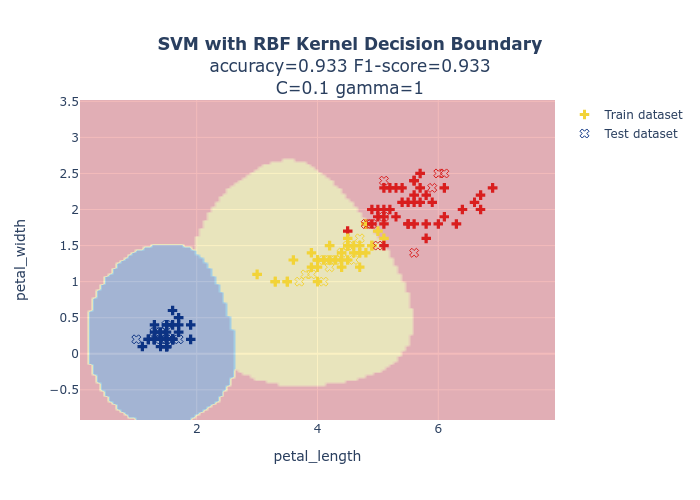 SVM with RBF Kernel Decision Boundary
accuracy=0.933 F1-score=0.933
C=0.1 gamma=1
Train dataset
Test dataset
petal_width
3.5
3
2.5
2
1.5
1
0.5
0
−0.5
2
4
6
petal_length